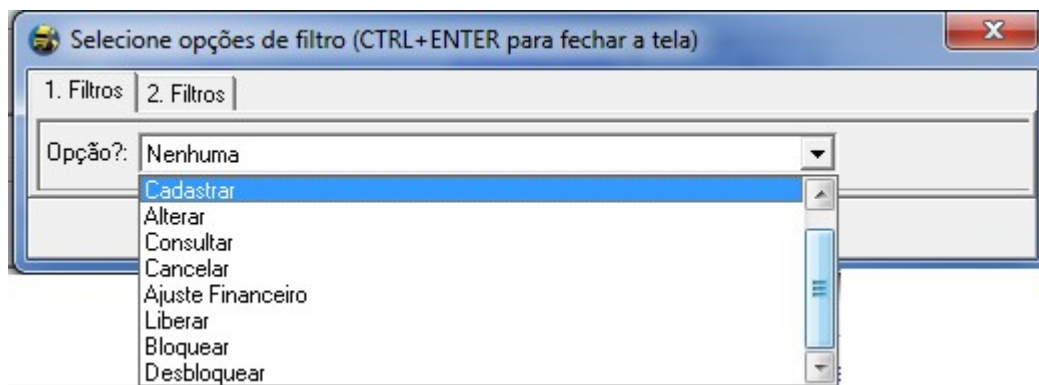 Selecione opções de filtro (CTRL+ENTER para fechar a tela)
1. Filtros 2. Filtros
Opção?: Nenhuma
Cadastrar
Alterar
Consultar
Cancelar
Ajuste Financeiro
Liberar
Bloquear
Desbloquear